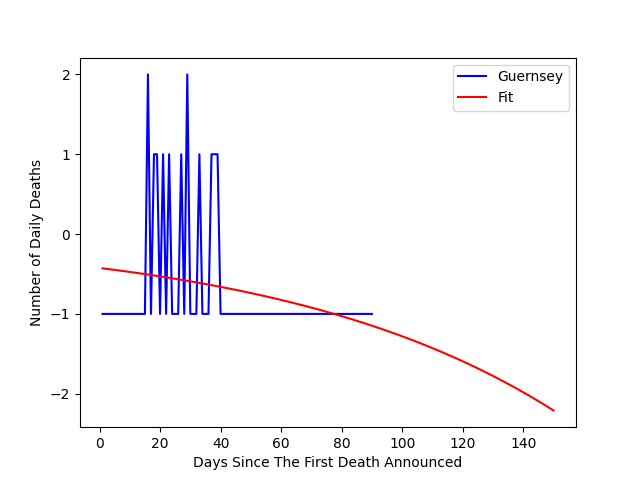 Guernsey
Fit
2
1
0
−1
−2
Number of Daily Deaths
0 20 40 60 80 100 120 140
Days Since The First Death Announced